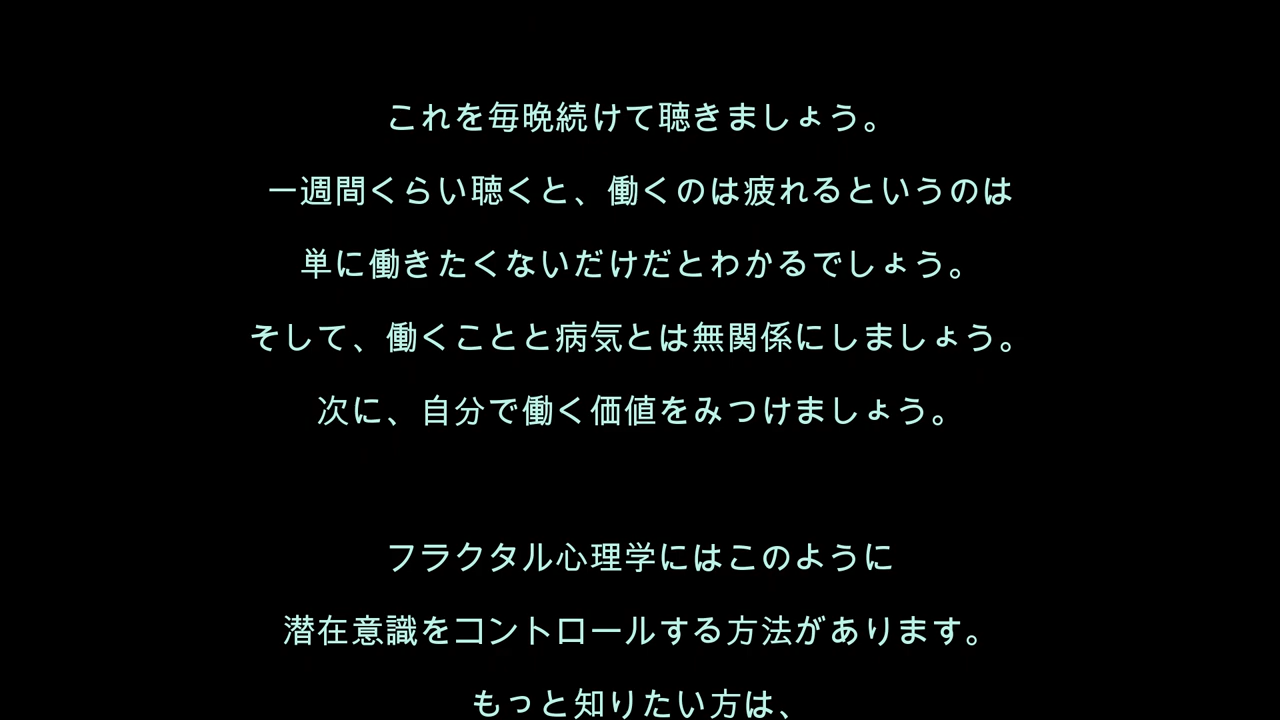 これを毎晩続けて聴きましょう。
一週間くらい聴くと、働くのは疲れるというのは
単に働きたくないだけだとわかるでしょう。
そして、働くことと病気とは無関係にしましょう。
次に、自分で働く価値をみつけましょう。
フラクタル心理学にはこのように
潜在意識をコントロールする方法があります。
もっと知りたい方は、